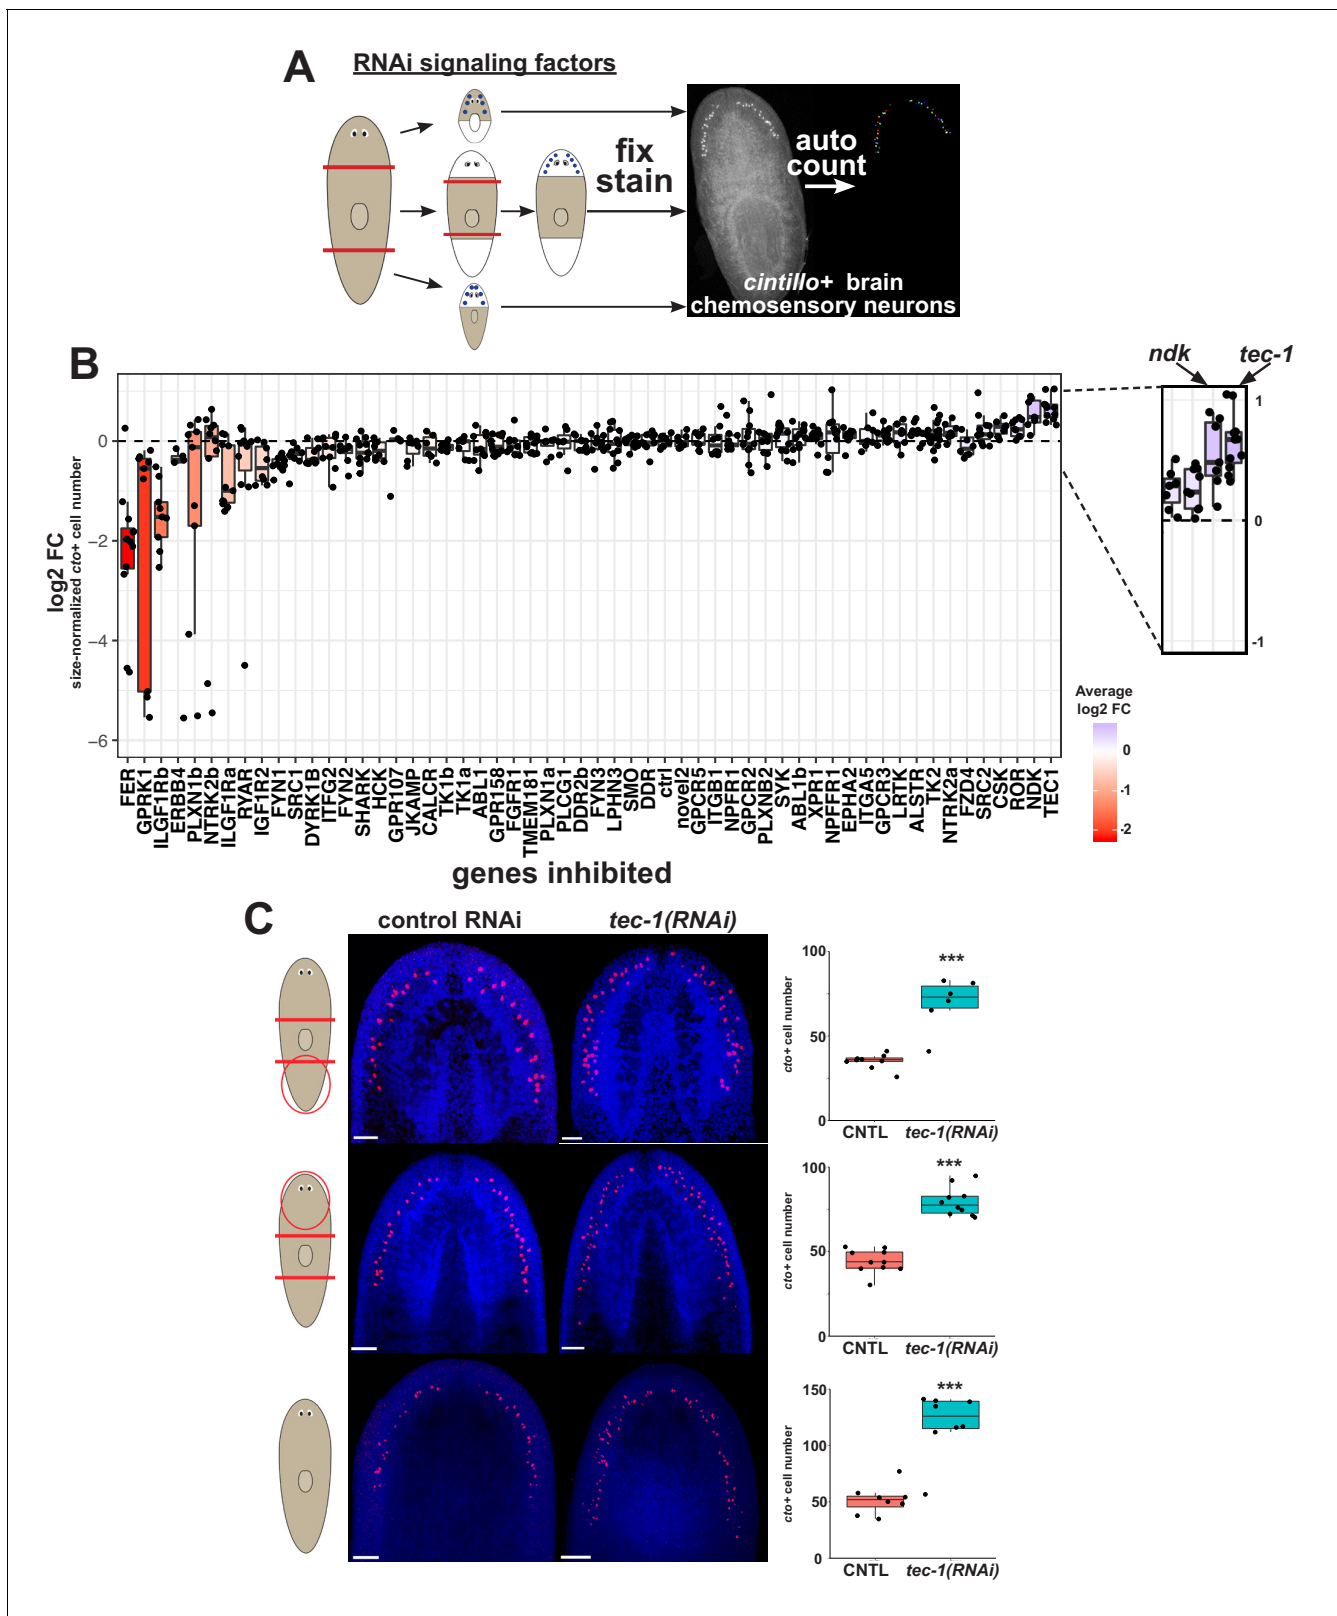 A
RNAi signaling factors
fix
stain
auto
count
cintillo+ brain
chemosensory neurons
B
ndk
tec-1
log2 FC
size-normalized cto+ cell number
0
−2
−4
−6
1
0
-1
Average
log2 FC
0
-1
-2
FER
GPRK1
ILGF1Rb
ERBB4
PLXN1b
NTRK2b
ILGF1Ra
RYAR
IGF1R2
FYN1
SRC1
DYRK1B
ITFG2
FYN2
SHARK
HCK
GPR107
JKAMP
CALCR
TK1b
TK1a
ABL1
GPR158
FGFR1
TMEM181
PLXN1a
PLCG1
DDR2b
FYN3
LPHN3
SMO
DDR
ctrl
novel2
GPCR5
ITGB1
NPFR1
GPCR2
PLXNB2
SYK
ABL1b
XPR1
NPFFR1
EPHA2
ITGA5
GPCR3
LRTK
ALSTR
TK2
NTRK2a
FZD4
SRC2
CSK
ROR
NDK
TEC1
genes inhibited
C
control RNAi
tec-1(RNAi)
cto+ cell number
100
50
0
***
CNTL
tec-1(RNAi)
cto+ cell number
100
50
0
***
CNTL
tec-1(RNAi)
cto+ cell number
150
100
50
0
***
CNTL
tec-1(RNAi)